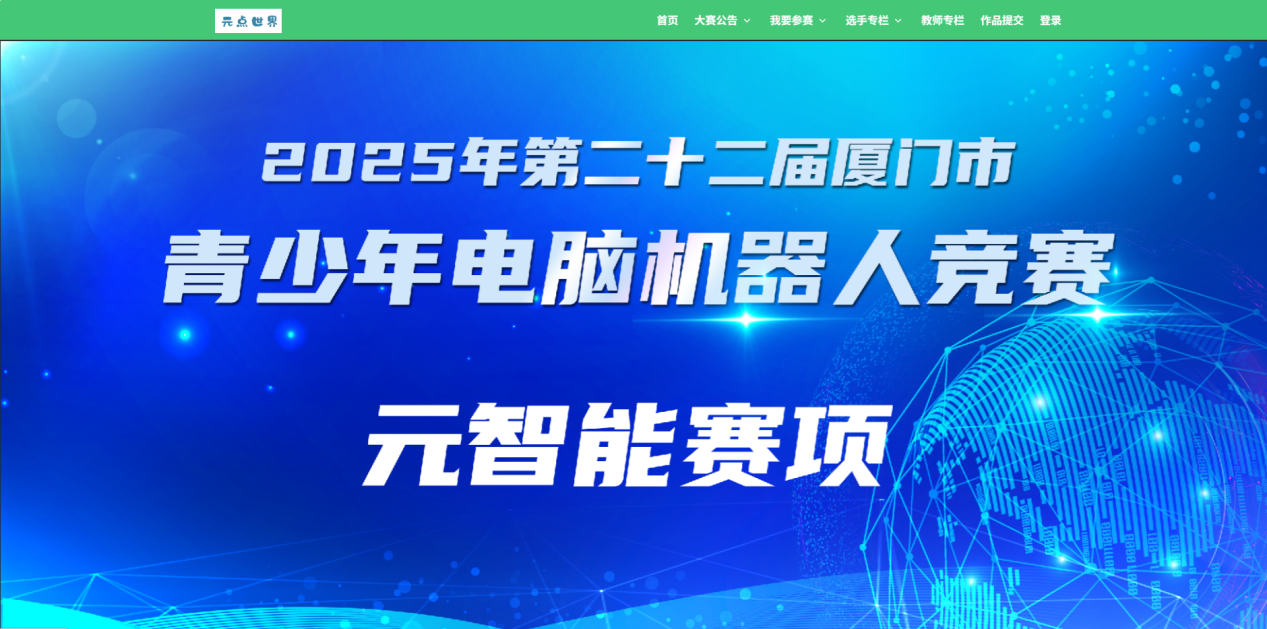 元点世界
首页 大赛公告 我要参赛 选手专栏 教师专栏 作品提交 登录
2025年第二十二届厦门市
青少年电脑机器人竞赛
元智能赛项